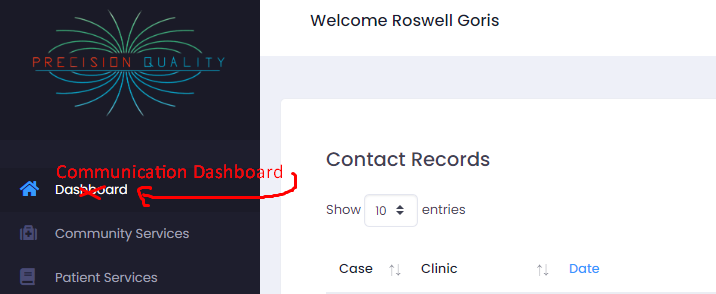 Welcome Roswell Goris
PRECISION QUALITY
Communication Dashboard
Dashboard
Community Services
Patient Services
Contact Records
Show 10 entries
Case Clinic Date